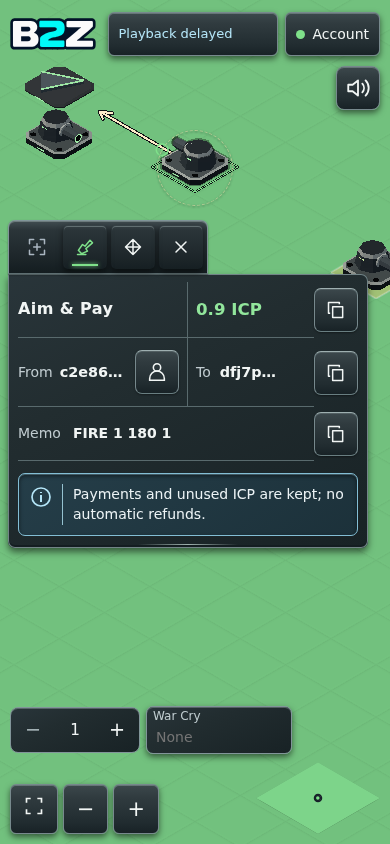 B2Z
Playback delayed
Account
Aim & Pay
0.9 ICP
From c2e86...
To dfj7p...
Memo FIRE 1 180 1
Payments and unused ICP are kept; no
automatic refunds.
War Cry
− 1 +
None
− +